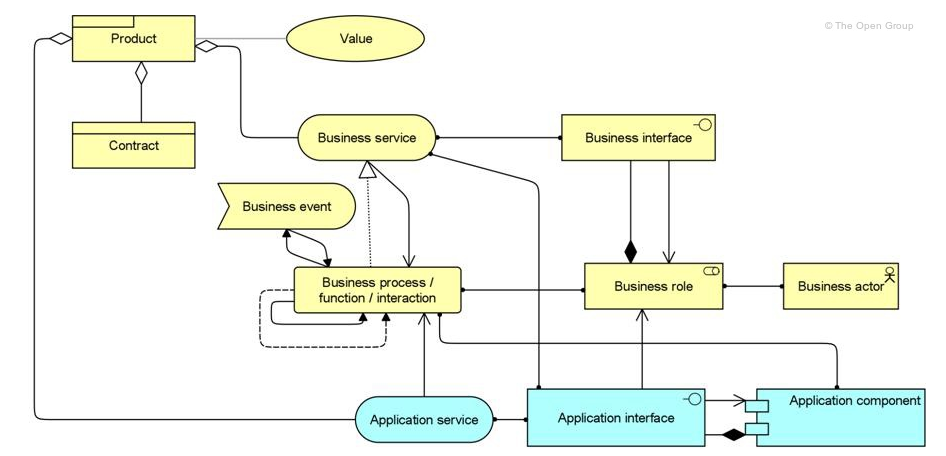 © The Open Group
Product
Value
Contract
Business service
Business interface
Business event
Business process /
function / interaction
Business role
Business actor
Application service
Application interface
Application component